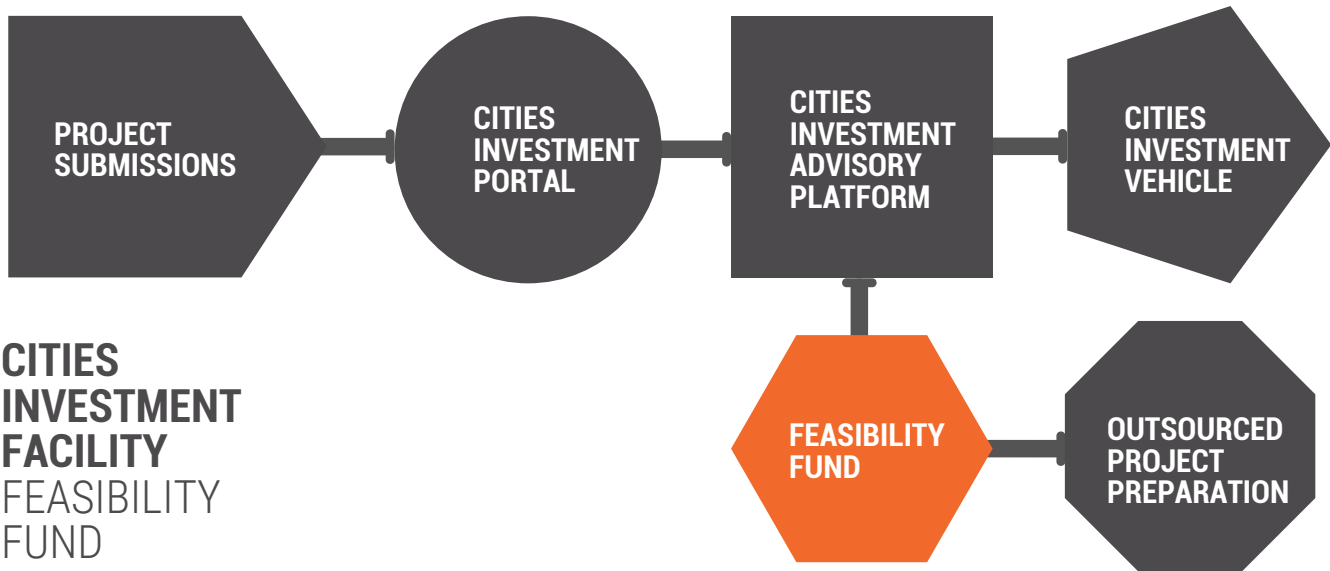 PROJECT
SUBMISSIONS
CITIES
INVESTMENT
PORTAL
CITIES
INVESTMENT
ADVISORY
PLATFORM
CITIES
INVESTMENT
VEHICLE
CITIES
INVESTMENT
FACILITY
FEASIBILITY
FUND
FEASIBILITY
FUND
OUTSOURCED
PROJECT
PREPARATION